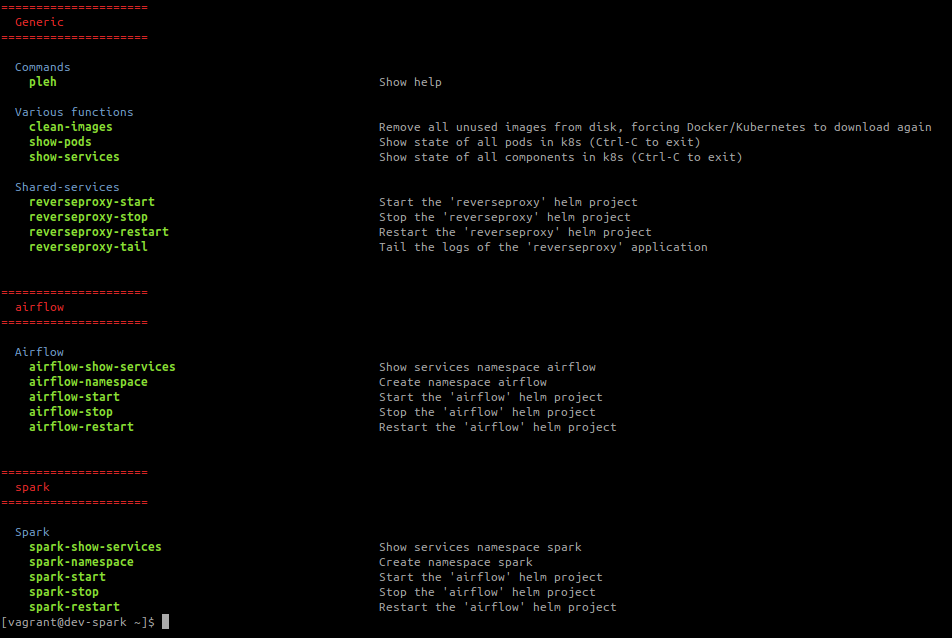 =====================
Generic
=====================
Commands
pleh Show help
Various functions
clean-images Remove all unused images from disk, forcing Docker/Kubernetes to download again
show-pods Show state of all pods in k8s (Ctrl-C to exit)
show-services Show state of all components in k8s (Ctrl-C to exit)
Shared-services
reverseproxy-start Start the 'reverseproxy' helm project
reverseproxy-stop Stop the 'reverseproxy' helm project
reverseproxy-restart Restart the 'reverseproxy' helm project
reverseproxy-tail Tail the logs of the 'reverseproxy' application
=====================
airflow
=====================
Airflow
airflow-show-services Show services namespace airflow
airflow-namespace Create namespace airflow
airflow-start Start the 'airflow' helm project
airflow-stop Stop the 'airflow' helm project
airflow-restart Restart the 'airflow' helm project
=====================
spark
=====================
Spark
spark-show-services Show services namespace spark
spark-namespace Create namespace spark
spark-start Start the 'airflow' helm project
spark-stop Stop the 'airflow' helm project
spark-restart Restart the 'airflow' helm project
[vagrant@dev-spark ~]$